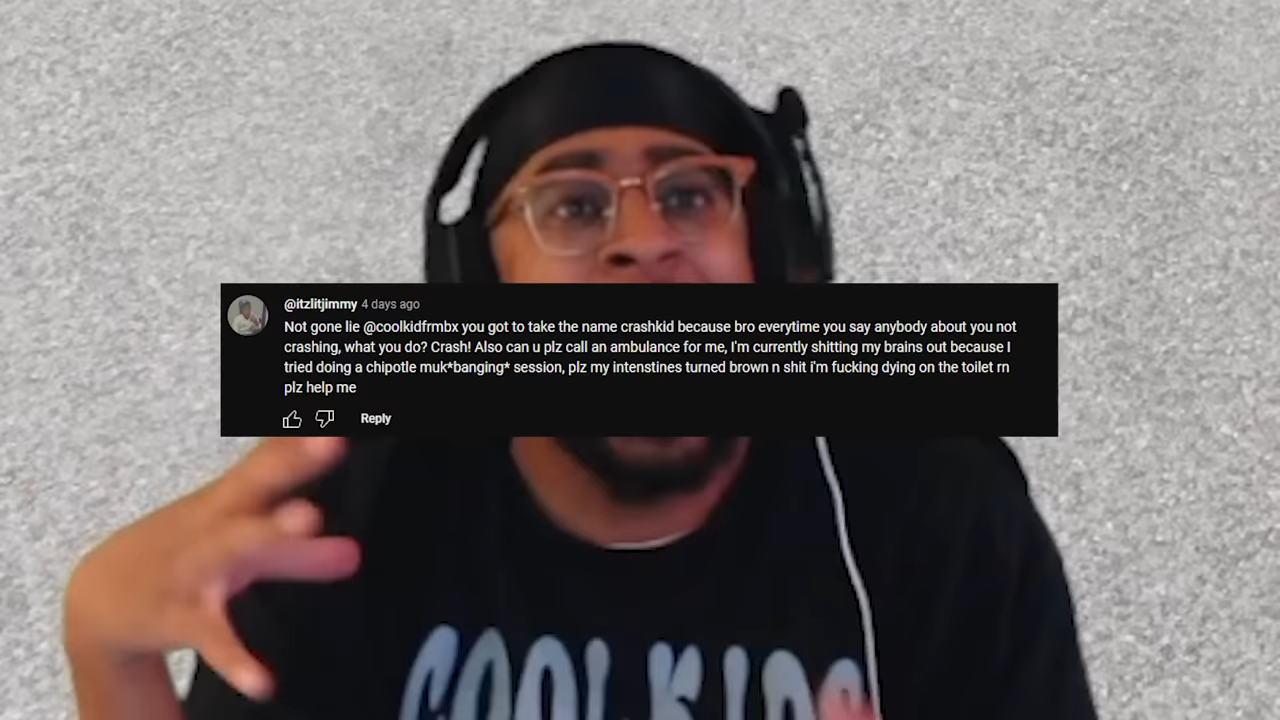 @itzlitjimmy 4 days ago
Not gone lie @coolkidfrmbx you got to take the name crashkid because bro everytime you say anybody about you not
crashing, what you do? Crash! Also can u plz call an ambulance for me, I'm currently shitting my brains out because I
tried doing a chipotle muk*banging* session, plz my intenstines turned brown n shit i'm fucking dying on the toilet rn
plz help me
Reply
COOL KIDS